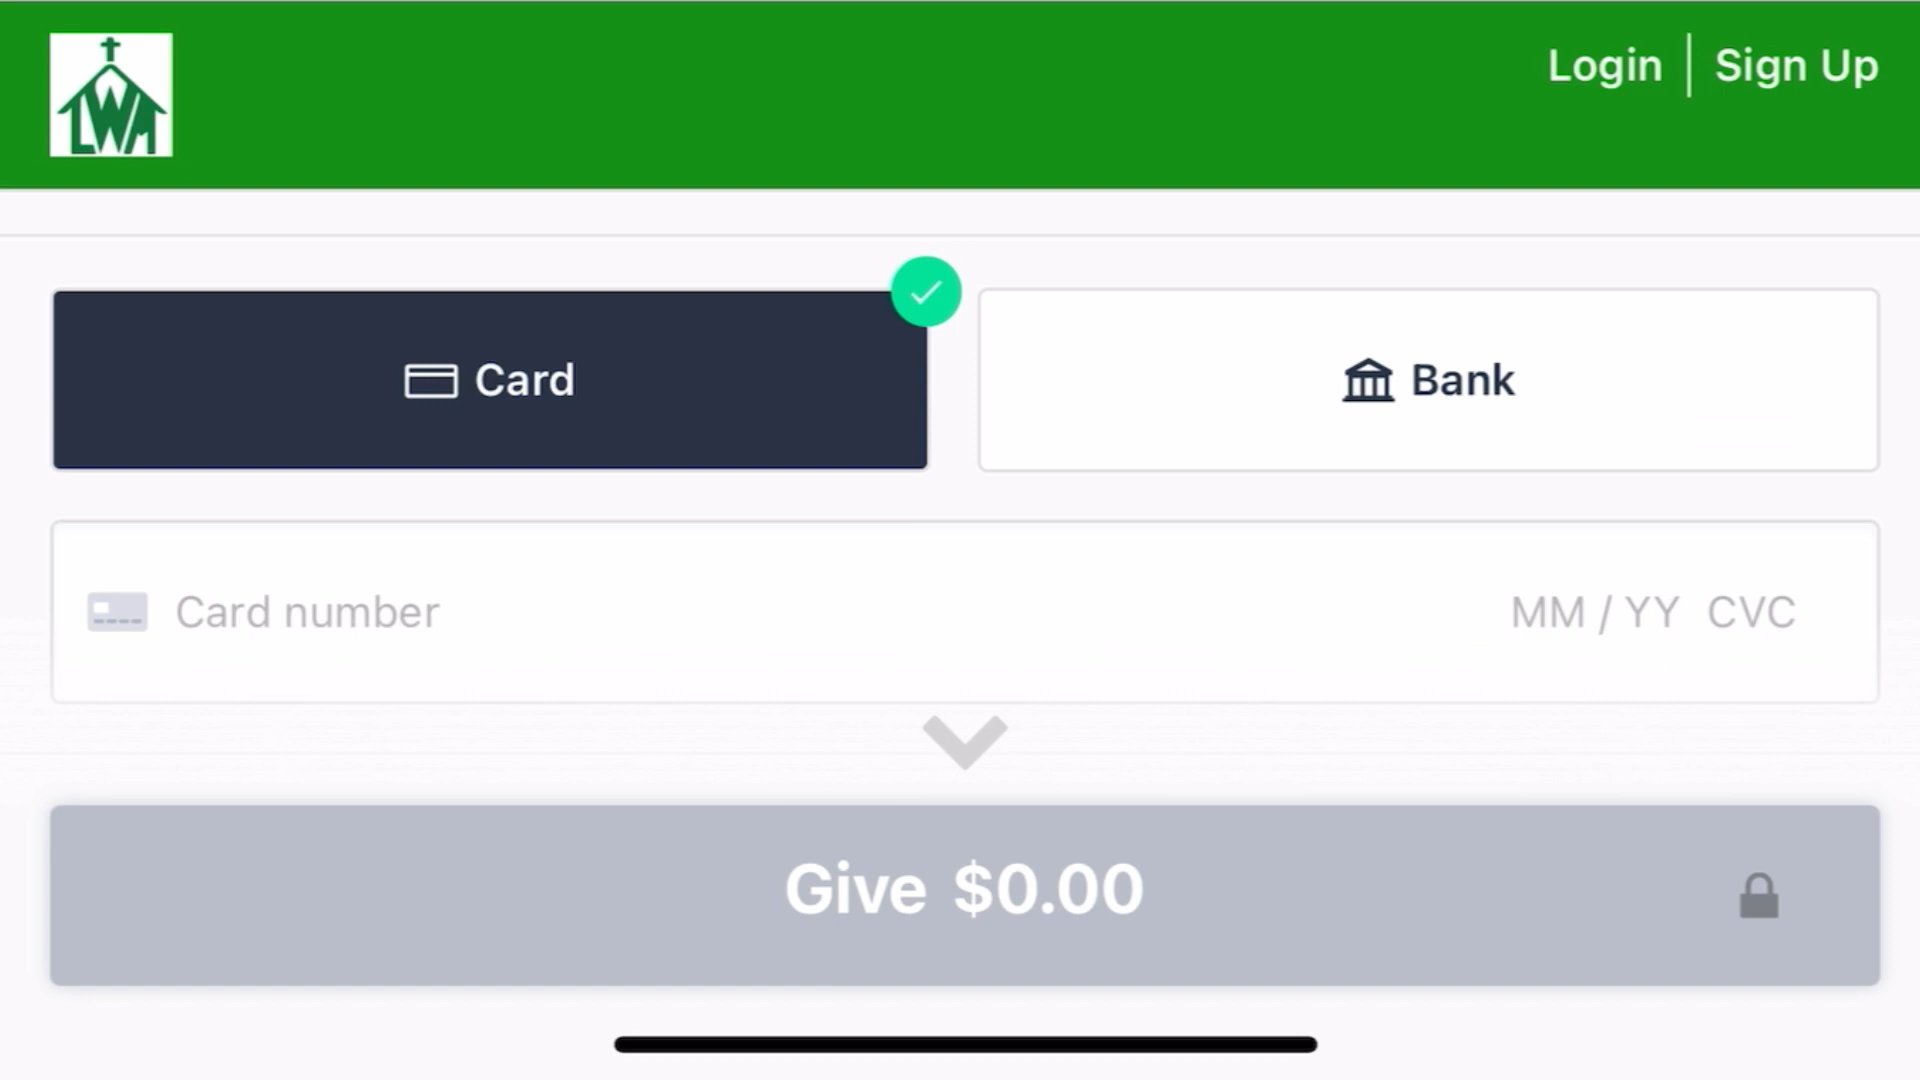 LWM
Login | Sign Up
Card
Bank
Card number MM / YY CVC
Give $0.00